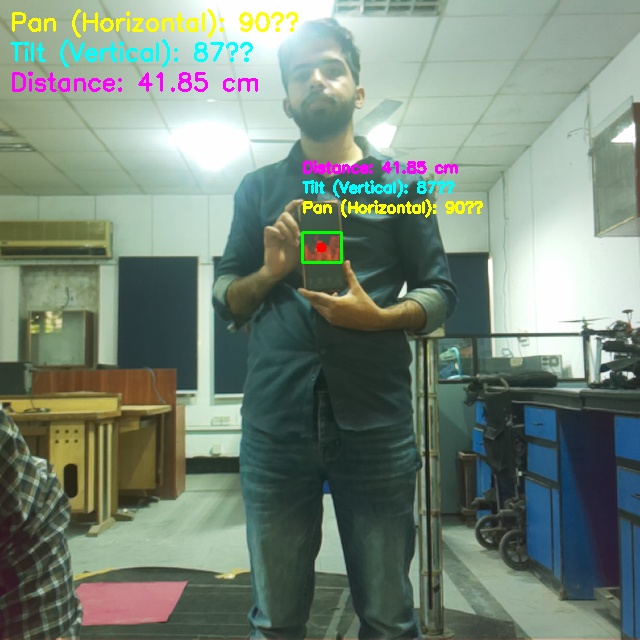 Pan (Horizontal): 90??
Tilt (Vertical): 87??
Distance: 41.85 cm
Distance: 41.85 cm
Tilt (Vertical): 87??
Pan (Horizontal): 90??